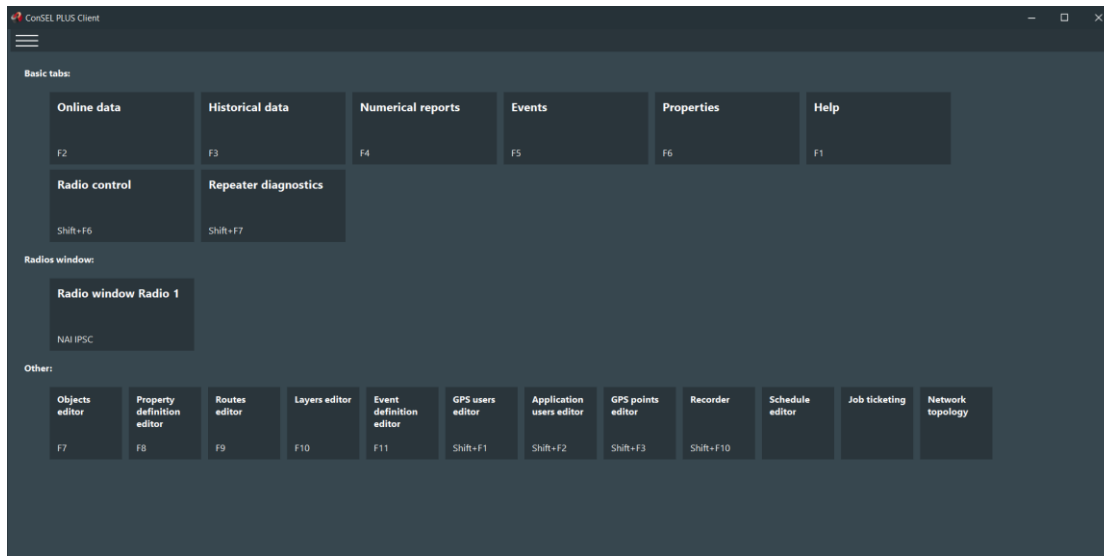 ConSEL PLUS Client
Basic tabs:
Online data
F2
Historical data
F3
Numerical reports
F4
Events
F5
Properties
F6
Help
F1
Radio control
Shift+F6
Repeater diagnostics
Shift+F7
Radios window:
Radio window Radio 1
NAI IPSC
Other:
Objects
editor
F7
Property
definition
editor
F8
Routes
editor
F9
Layers editor
F10
Event
definition
editor
F11
GPS users
editor
Shift+F1
Application
users editor
Shift+F2
GPS points
editor
Shift+F3
Recorder
Shift+F10
Schedule
editor
Job ticketing
Network
topology